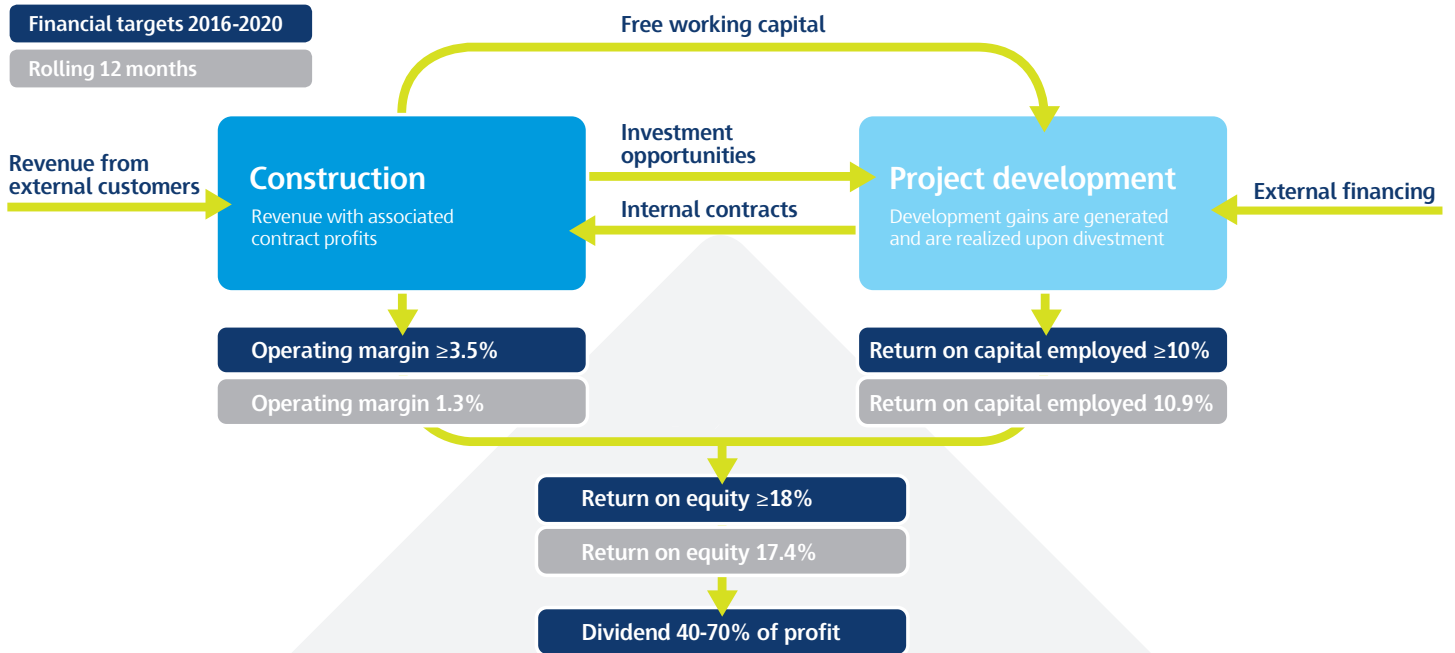 Financial targets 2016-2020
Rolling 12 months
Free working capital
Revenue from
external customers
Construction
Revenue with associated
contract profits
Investment
opportunities
Internal contracts
Project development
Development gains are generated
and are realized upon divestment
External financing
Operating margin ≥3.5%
Operating margin 1.3%
Return on capital employed ≥10%
Return on capital employed 10.9%
Return on equity ≥18%
Return on equity 17.4%
Dividend 40-70% of profit